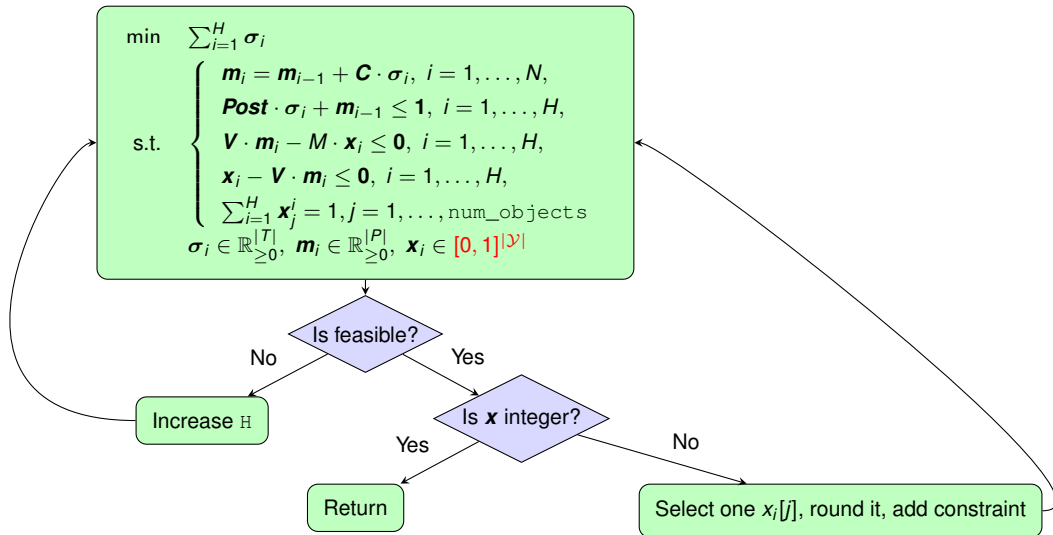 min ∑_{i=1}^{H} σ_i
m_i = m_{i−1} + C · σ_i, i = 1, . . . , N,
Post · σ_i + m_{i−1} ≤ 1, i = 1, . . . , H,
s.t. V · m_i − M · x_i ≤ 0, i = 1, . . . , H,
x_i − V · m_i ≤ 0, i = 1, . . . , H,
∑_{i=1}^{H} x_j^i = 1, j = 1, . . . , num_objects
σ_i ∈ ℝ_{≥0}^{|T|}, m_i ∈ ℝ_{≥0}^{|P|}, x_i ∈ [0, 1]^{|𝒴|}
Is feasible?
No
Yes
Increase H
Is x integer?
Yes
No
Return
Select one x_i[j], round it, add constraint